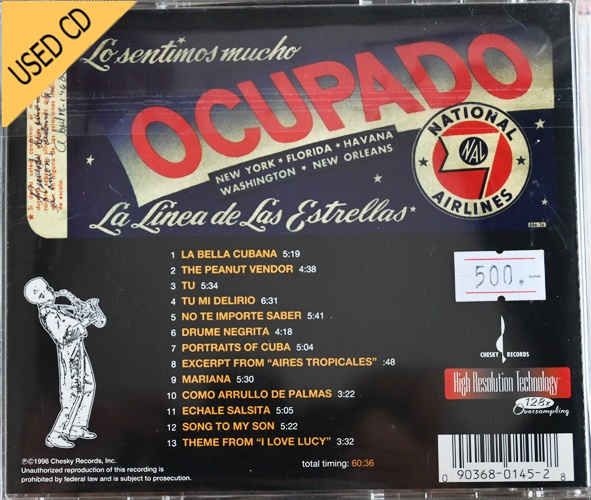 USED CD
Lo sentimos mucho
OCUPADO
NEW YORK • FLORIDA • HAVANA
WASHINGTON • NEW ORLEANS
NATIONAL
NAL
AIRLINES
La Linea de Las Estrellas
1 LA BELLA CUBANA 5:19
2 THE PEANUT VENDOR 4:38
3 TU 5:34
4 TU MI DELIRIO 6:31
5 NO TE IMPORTE SABER 5:41
6 DRUME NEGRITA 4:18
7 PORTRAITS OF CUBA 5:04
8 EXCERPT FROM “AIRES TROPICALES” :48
9 MARIANA 5:30
10 COMO ARRULLO DE PALMAS 3:22
11 ECHALE SALSITA 5:05
12 SONG TO MY SON 5:04
13 THEME FROM “I LOVE LUCY” 3:32
total timing: 60:36
500.-
CHESKY RECORDS
High Resolution Technology
128x
Oversampling
℗©1996 Chesky Records, Inc.
Unauthorized reproduction of this recording is
prohibited by federal law and is subject to prosecution.
0 90368-0145-2 8